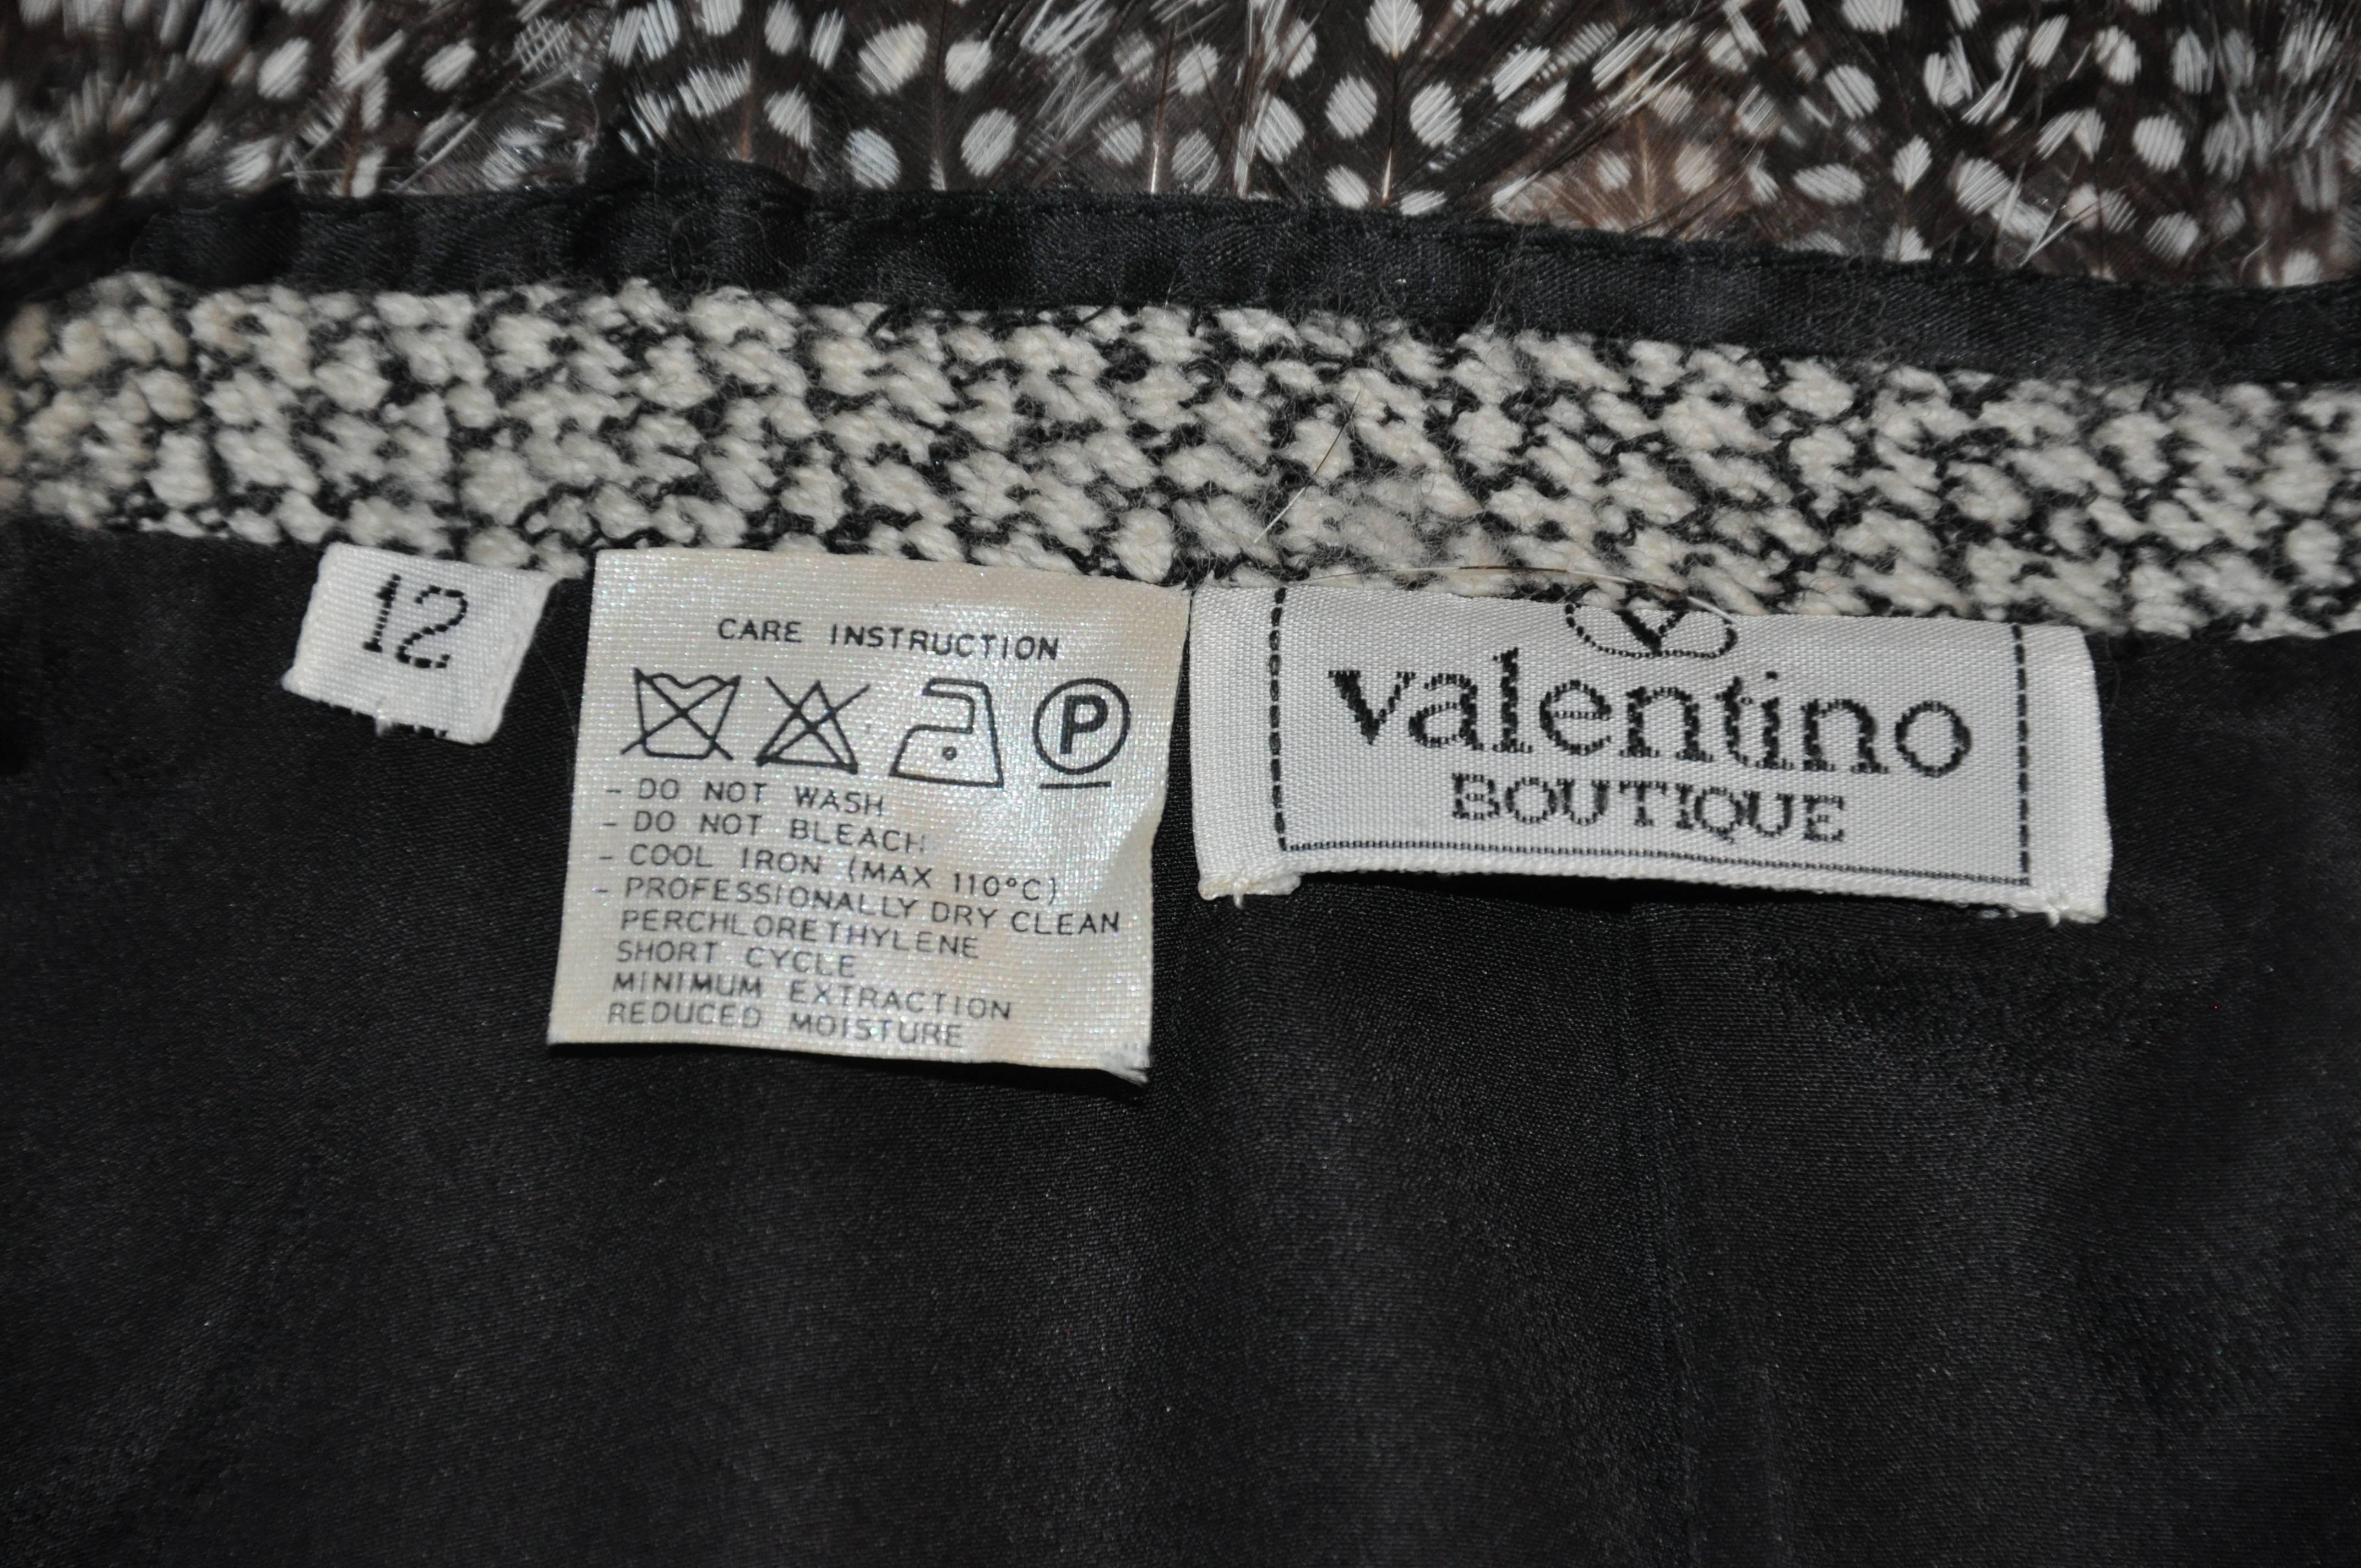 12
CARE INSTRUCTION
P
- DO NOT WASH
- DO NOT BLEACH
- COOL IRON (MAX 110°C)
- PROFESSIONALLY DRY CLEAN
PERCHLORETHYLENE
SHORT CYCLE
MINIMUM EXTRACTION
REDUCED MOISTURE
valentino
BOUTIQUE